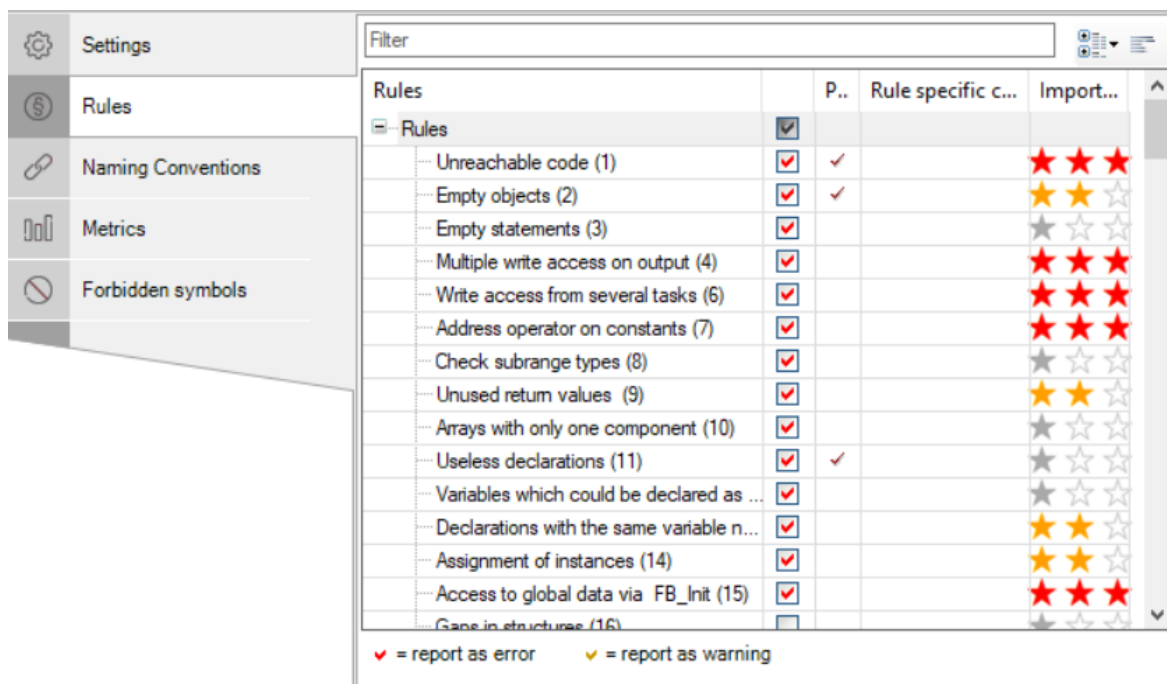 Settings
Rules
Naming Conventions
Metrics
Forbidden symbols
Filter
Rules P.. Rule specific c... Import...
Rules
Unreachable code (1)
Empty objects (2)
Empty statements (3)
Multiple write access on output (4)
Write access from several tasks (6)
Address operator on constants (7)
Check subrange types (8)
Unused return values (9)
Arrays with only one component (10)
Useless declarations (11)
Variables which could be declared as ...
Declarations with the same variable n...
Assignment of instances (14)
Access to global data via FB_Init (15)
Gaps in structures (16)
= report as error = report as warning